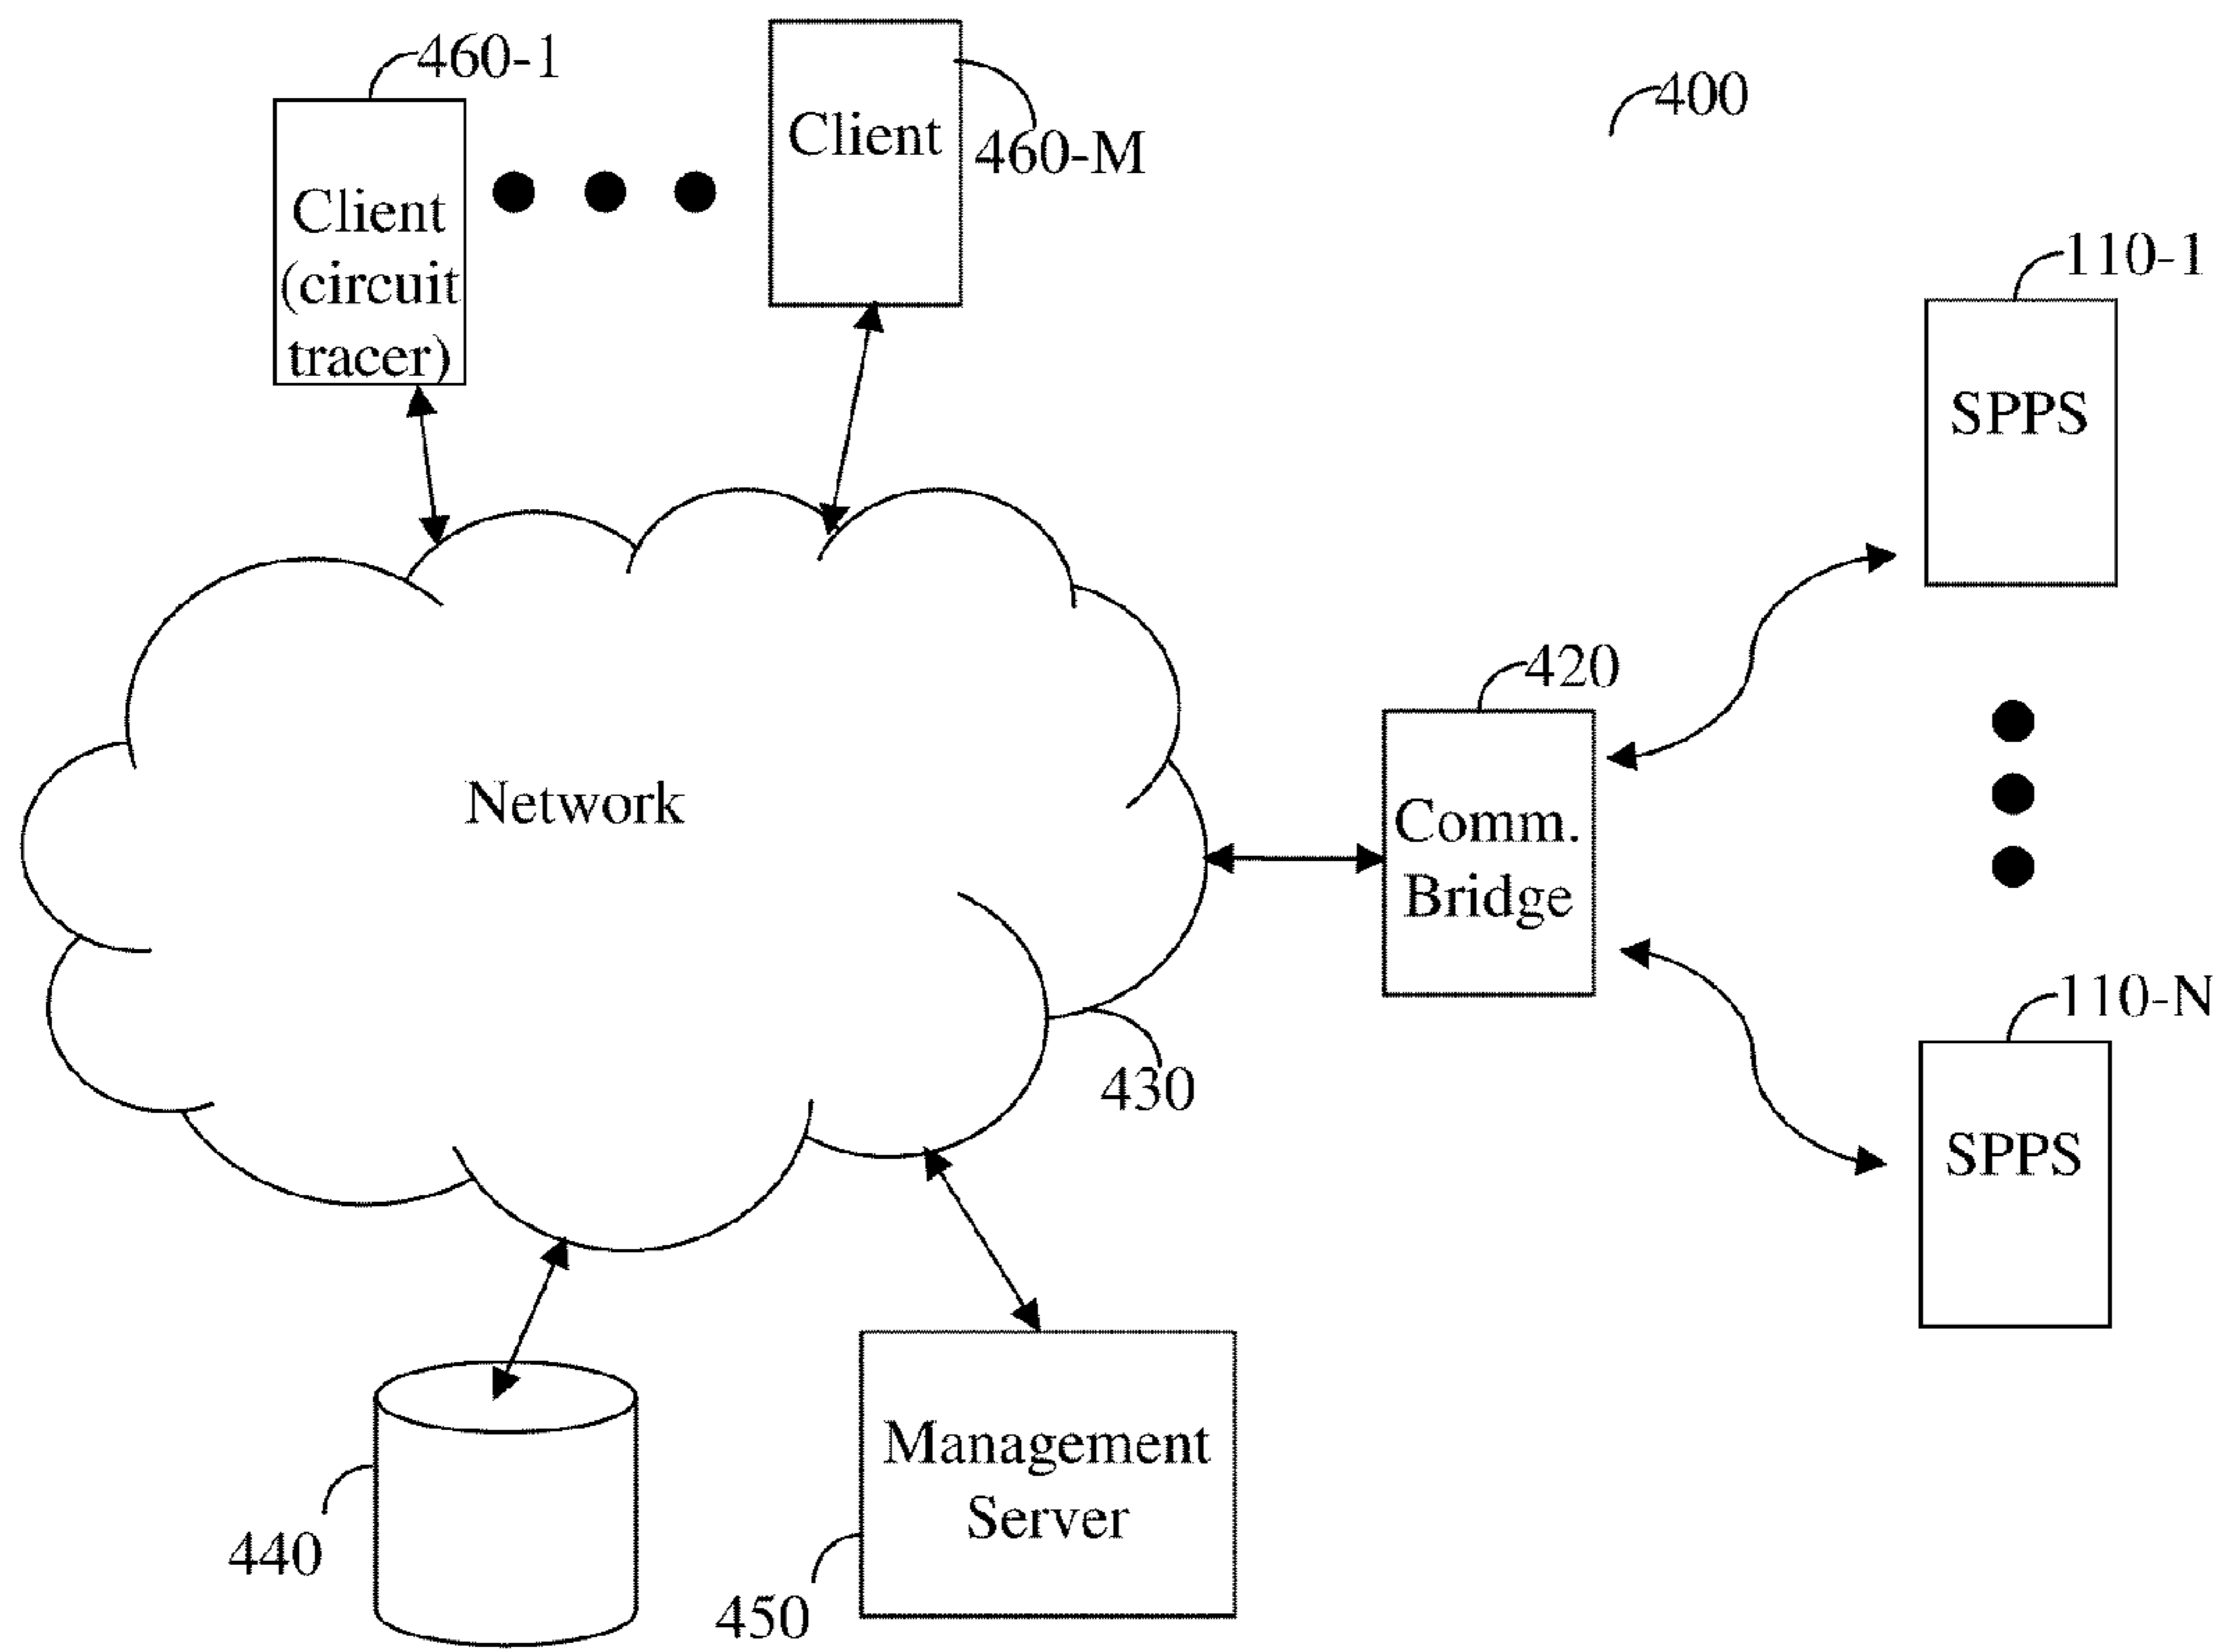 460-1
Client
460-M
400
Client
(circuit
tracer)
110-1
SPPS
420
Network
Comm.
Bridge
110-N
430
SPPS
Management
Server
440
450